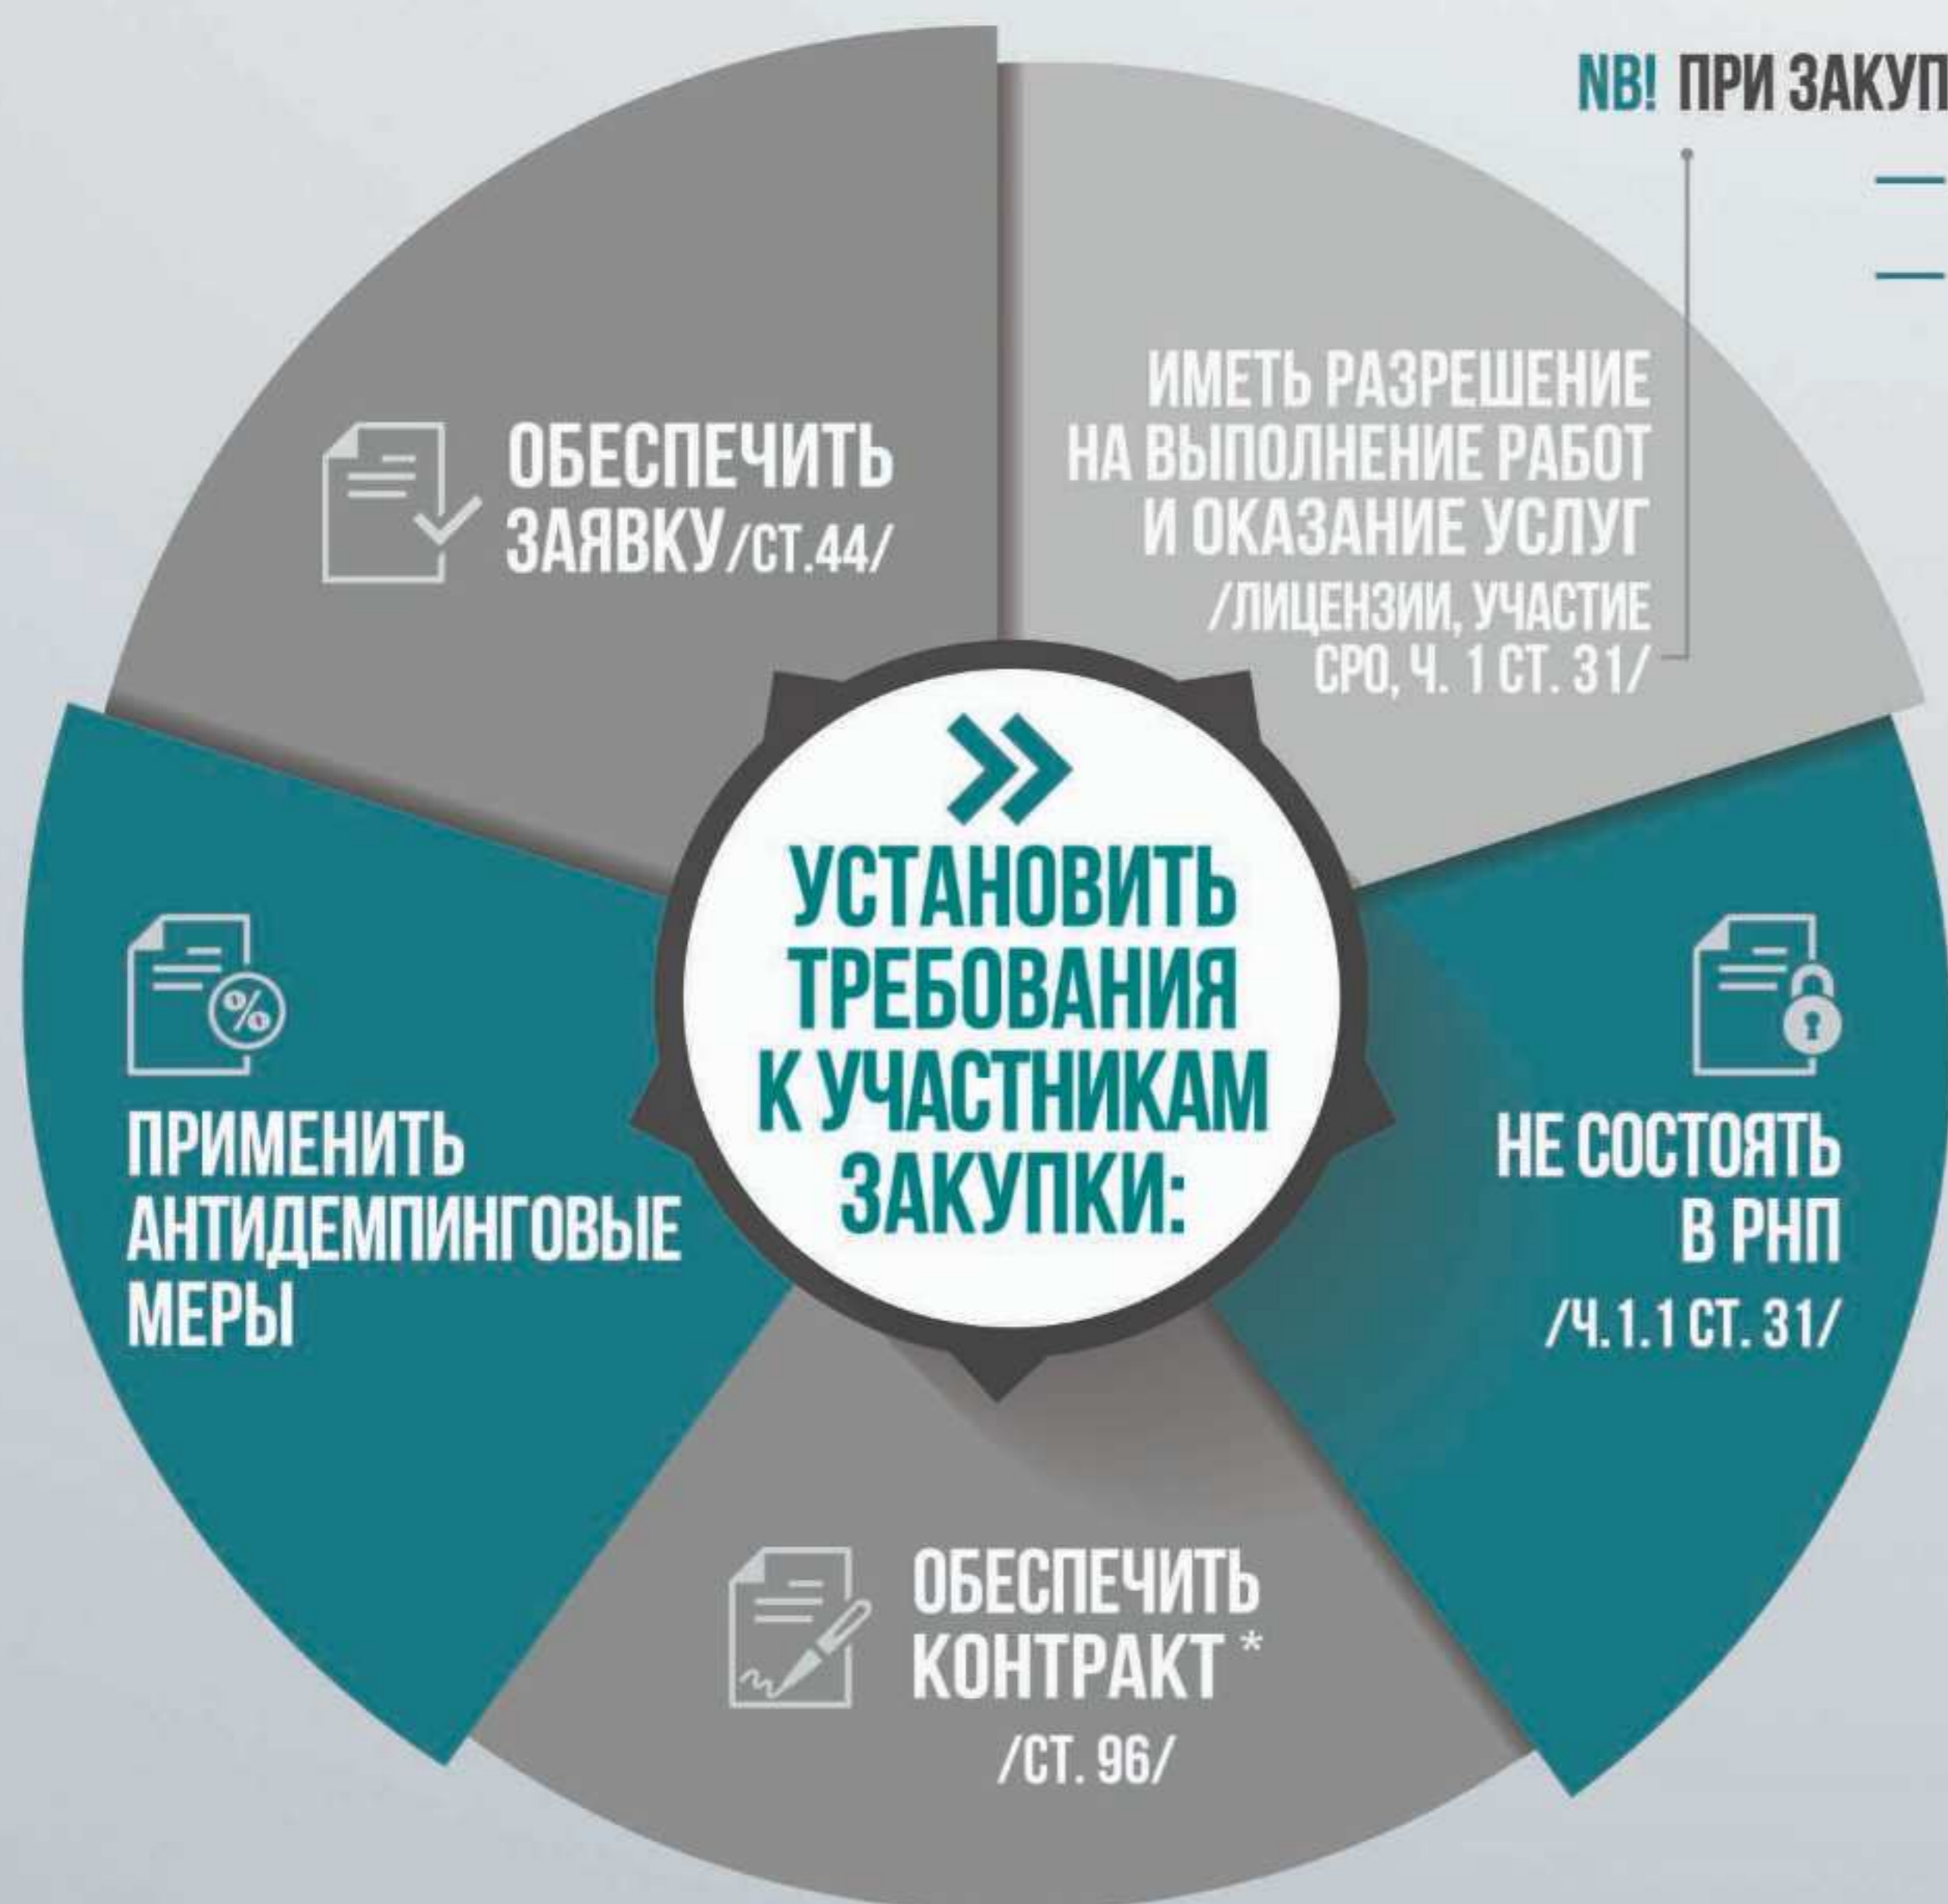 NB! ПРИ ЗАКУП
ОБЕСПЕЧИТЬ
ЗАЯВКУ /СТ.44/
ИМЕТЬ РАЗРЕШЕНИЕ
НА ВЫПОЛНЕНИЕ РАБОТ
И ОКАЗАНИЕ УСЛУГ
/ЛИЦЕНЗИИ, УЧАСТИЕ
СРО, Ч. 1 СТ. 31/
УСТАНОВИТЬ
ТРЕБОВАНИЯ
К УЧАСТНИКАМ
ЗАКУПКИ:
ПРИМЕНИТЬ
АНТИДЕМПИНГОВЫЕ
МЕРЫ
НЕ СОСТОЯТЬ
В РНП
/Ч.1.1 СТ. 31/
ОБЕСПЕЧИТЬ
КОНТРАКТ *
/СТ. 96/